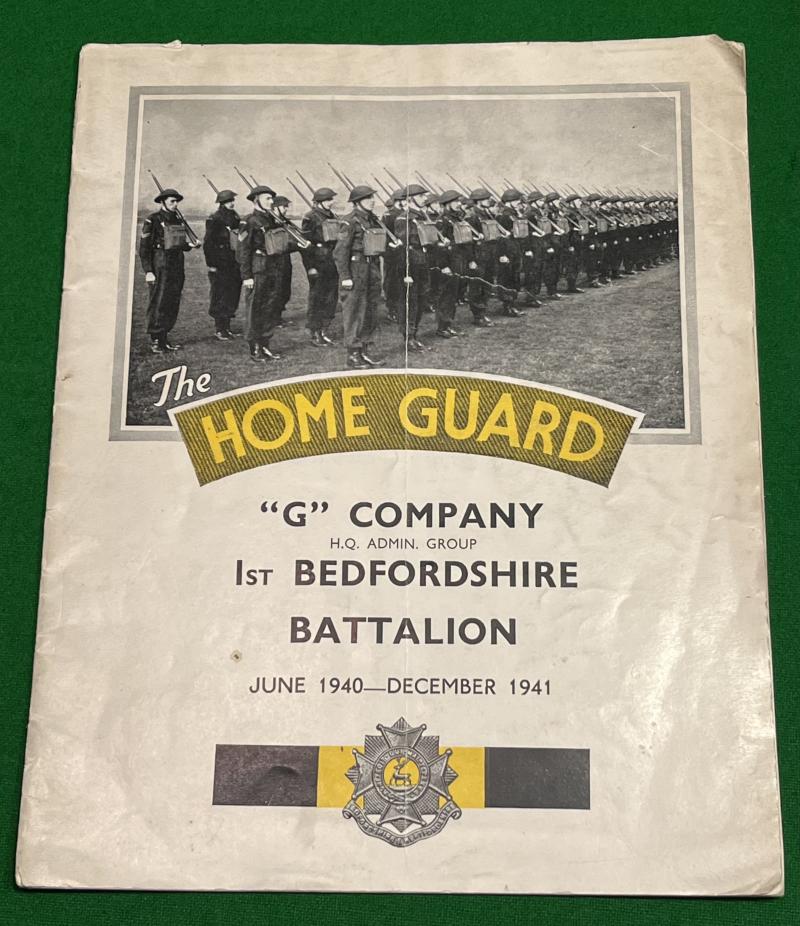 The
HOME GUARD
“G” COMPANY
H.Q. ADMIN. GROUP
1ST BEDFORDSHIRE
BATTALION
JUNE 1940—DECEMBER 1941